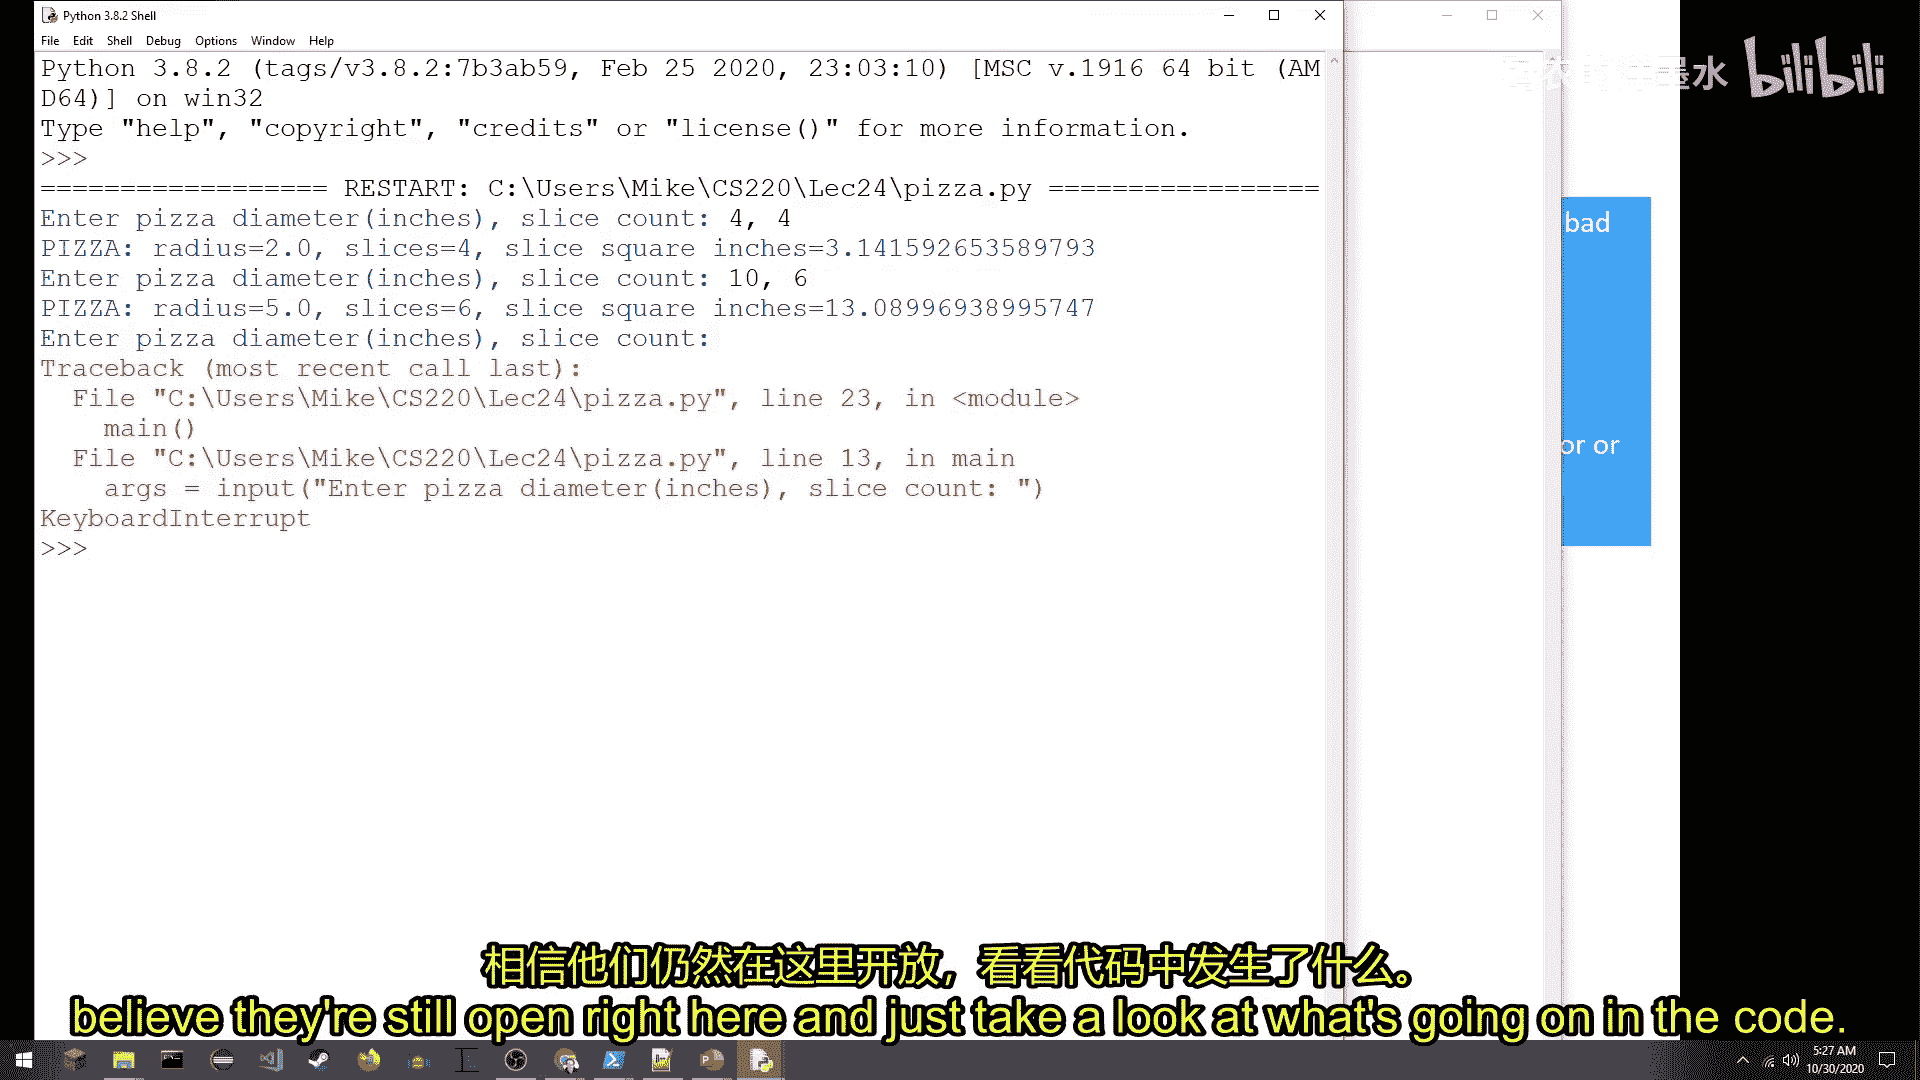 Python 3.8.2 Shell
File Edit Shell Debug Options Window Help
Python 3.8.2 (tags/v3.8.2:7b3ab59, Feb 25 2020, 23:03:10) [MSC v.1916 64 bit (AM
D64)] on win32
Type "help", "copyright", "credits" or "license()" for more information.
>>>
================== RESTART: C:\Users\Mike\CS220\Lec24\pizza.py =================
Enter pizza diameter(inches), slice count: 4, 4
PIZZA: radius=2.0, slices=4, slice square inches=3.141592653589793
Enter pizza diameter(inches), slice count: 10, 6
PIZZA: radius=5.0, slices=6, slice square inches=13.08996938995747
Enter pizza diameter(inches), slice count:
Traceback (most recent call last):
  File "C:\Users\Mike\CS220\Lec24\pizza.py", line 23, in <module>
    main()
  File "C:\Users\Mike\CS220\Lec24\pizza.py", line 13, in main
    args = input("Enter pizza diameter(inches), slice count: ")
KeyboardInterrupt
>>>
墨水 bilibili
bad
or or
相信他们仍然在这里开放，看看代码中发生了什么。
believe they're still open right here and just take a look at what's going on in the code.
5:27 AM
10/30/2020